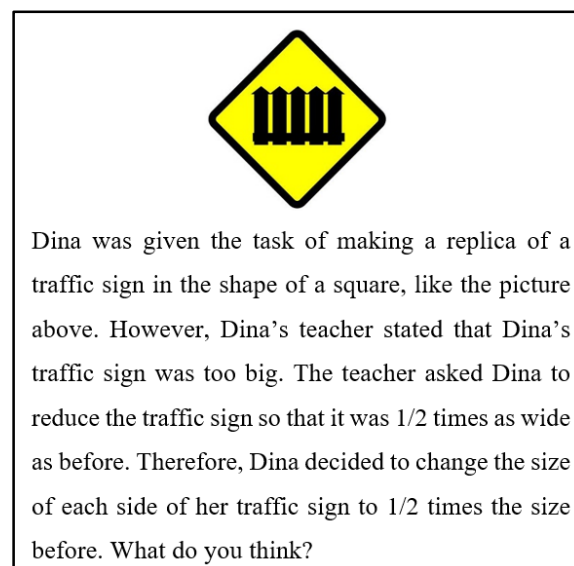 Dina was given the task of making a replica of a
traffic sign in the shape of a square, like the picture
above. However, Dina’s teacher stated that Dina’s
traffic sign was too big. The teacher asked Dina to
reduce the traffic sign so that it was 1/2 times as wide
as before. Therefore, Dina decided to change the size
of each side of her traffic sign to 1/2 times the size
before. What do you think?